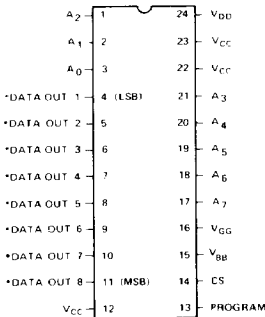 A2 1 24 VDD
A1 2 23 VCC
A0 3 22 VCC
*DATA OUT 1 4 (LSB) 21 A3
*DATA OUT 2 5 20 A4
*DATA OUT 3 6 19 A5
*DATA OUT 4 7 18 A6
*DATA OUT 5 8 17 A7
*DATA OUT 6 9 16 VGG
*DATA OUT 7 10 15 VBB
*DATA OUT 8 11 (MSB) 14 CS
VCC 12 13 PROGRAM